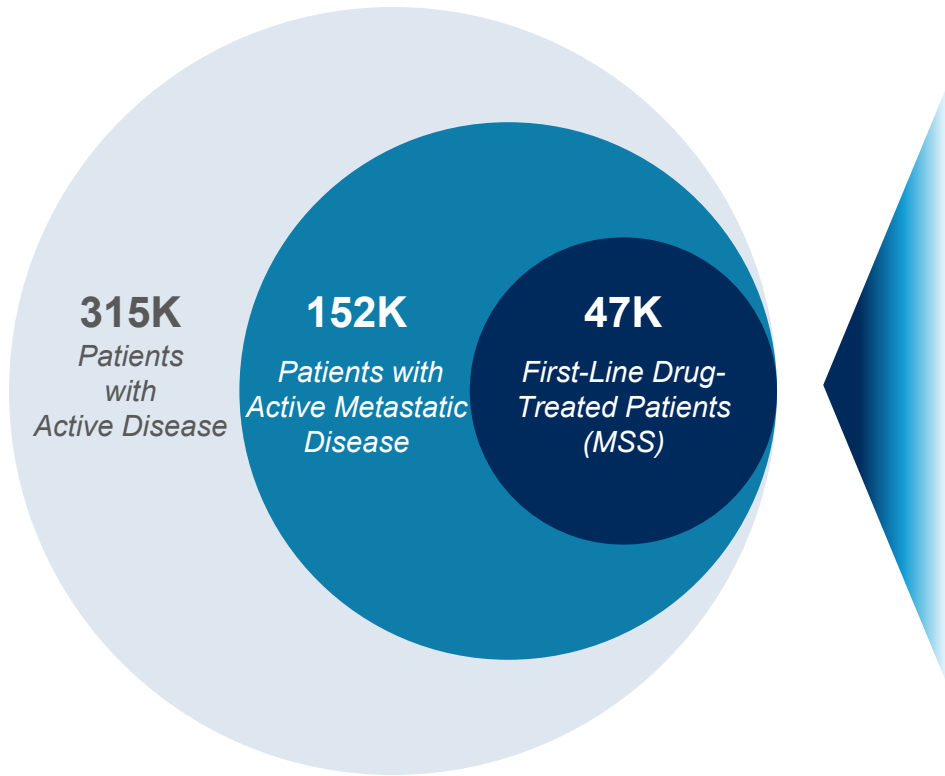 315K
Patients
with
Active Disease
152K
Patients with
Active Metastatic
Disease
47K
First-Line Drug-
Treated Patients
(MSS)